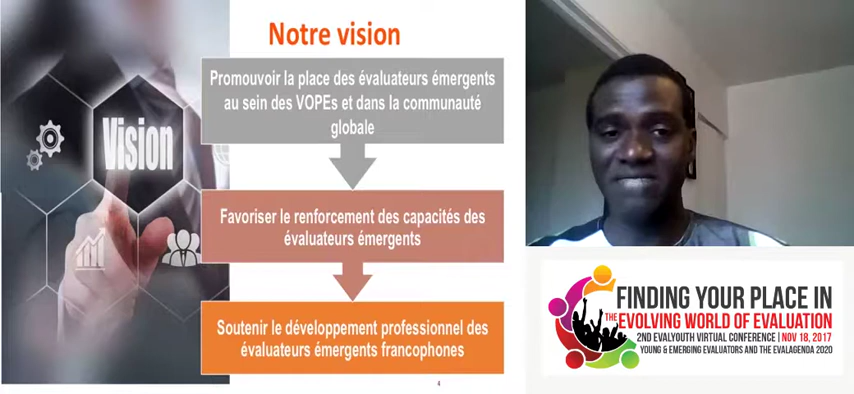 Notre vision
Vision
Promouvoir la place des évaluateurs émergents
au sein des VOPEs et dans la communauté
globale
Favoriser le renforcement des capacités des
évaluateurs émergents
Soutenir le développement professionnel des
évaluateurs émergents francophones
4
FINDING YOUR PLACE IN
THE EVOLVING WORLD OF EVALUATION
2ND EVALYOUTH VIRTUAL CONFERENCE | NOV 18, 2017
YOUNG & EMERGING EVALUATORS AND THE EVALAGENDA 2020